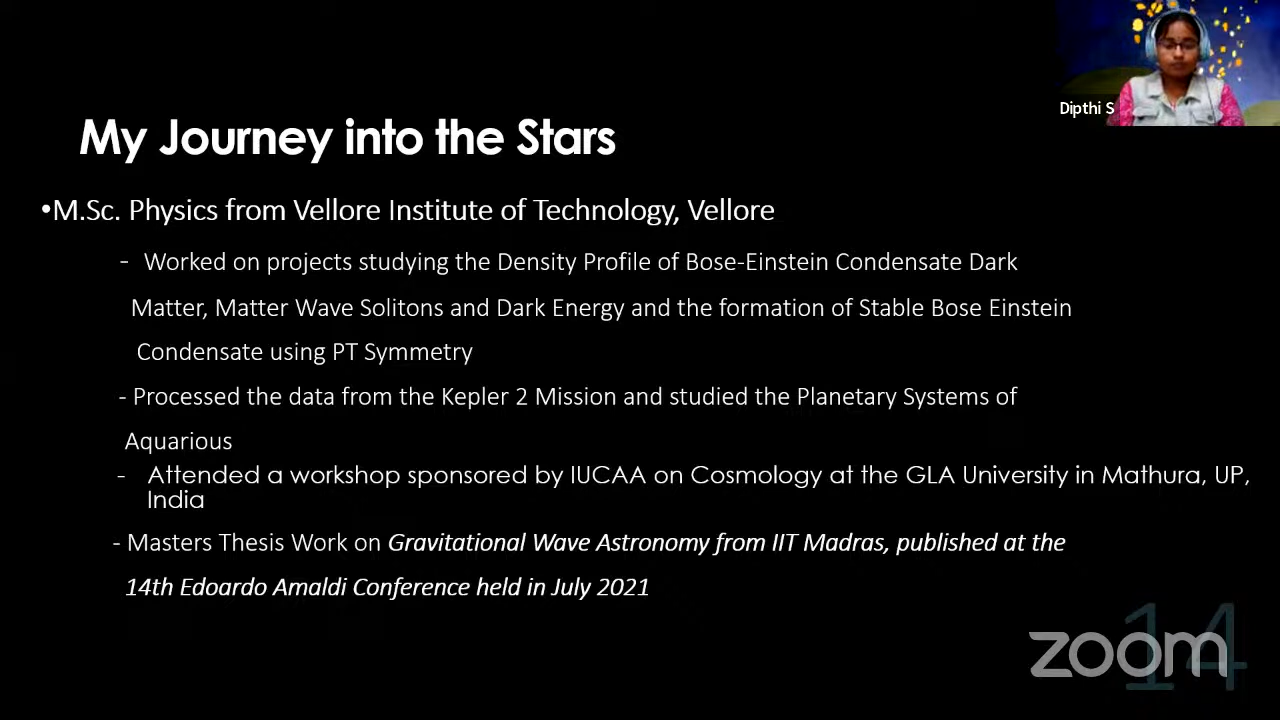 Dipthi S
My Journey into the Stars
•M.Sc. Physics from Vellore Institute of Technology, Vellore
- Worked on projects studying the Density Profile of Bose-Einstein Condensate Dark
Matter, Matter Wave Solitons and Dark Energy and the formation of Stable Bose Einstein
Condensate using PT Symmetry
- Processed the data from the Kepler 2 Mission and studied the Planetary Systems of
Aquarious
- Attended a workshop sponsored by IUCAA on Cosmology at the GLA University in Mathura, UP,
India
- Masters Thesis Work on Gravitational Wave Astronomy from IIT Madras, published at the
14th Edoardo Amaldi Conference held in July 2021
14
zoom